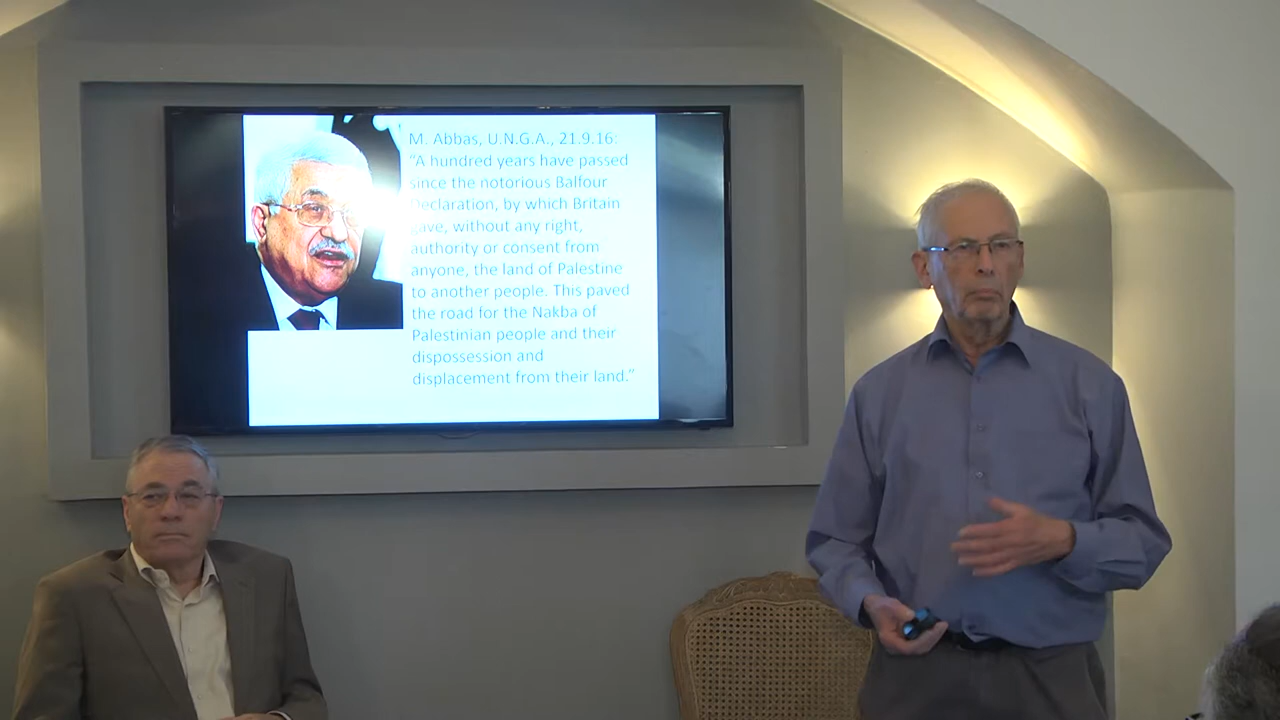 M. Abbas, U.N.G.A., 21.9.16:
“A hundred years have passed
since the notorious Balfour
Declaration, by which Britain
gave, without any right,
authority or consent from
anyone, the land of Palestine
to another people. This paved
the road for the Nakba of
Palestinian people and their
dispossession and
displacement from their land.”